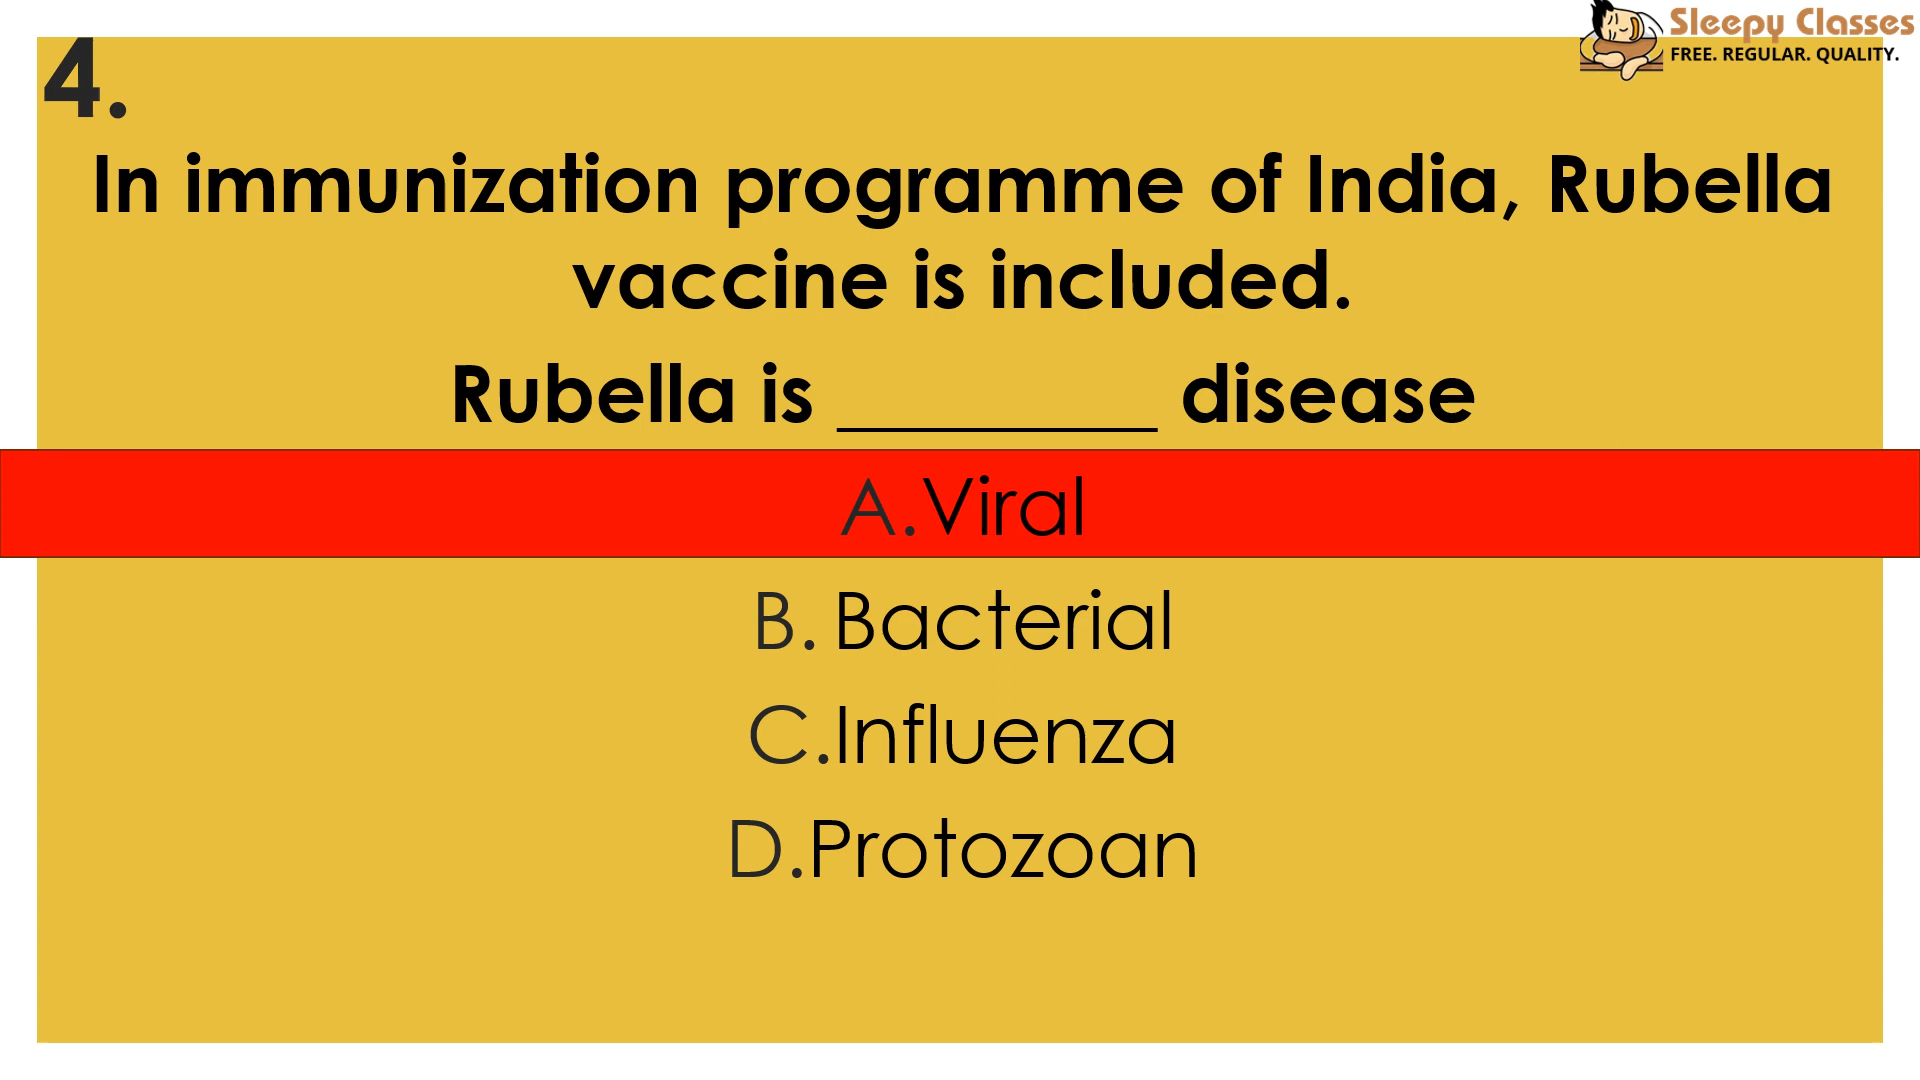 Sleepy Classes
FREE. REGULAR. QUALITY.
4.
In immunization programme of India, Rubella
vaccine is included.
Rubella is ________ disease
A.Viral
B. Bacterial
C.Influenza
D.Protozoan